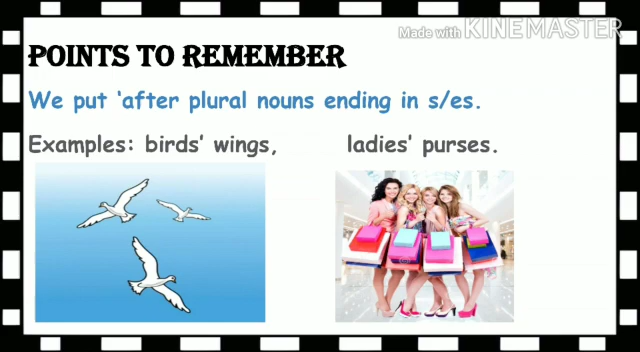 Made with KINEMASTER
POINTS TO REMEMBER
We put ‘after plural nouns ending in s/es.
Examples: birds’ wings, ladies’ purses.